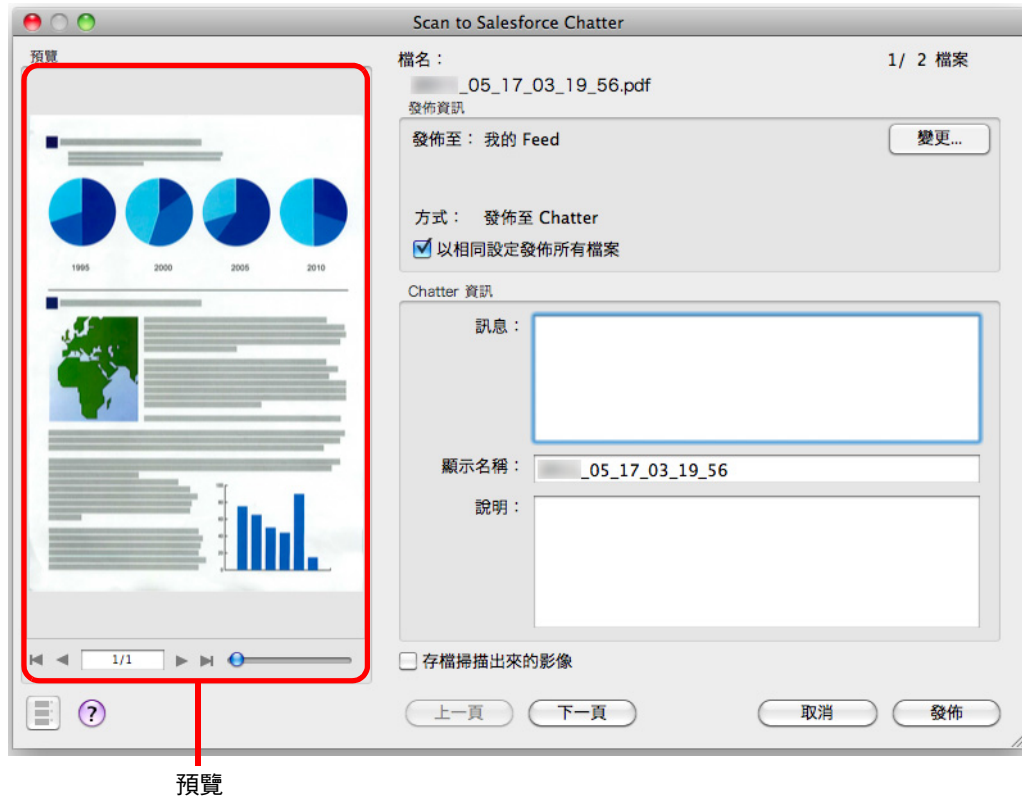 Scan to Salesforce Chatter
預覽
檔名：
1/ 2 檔案
_05_17_03_19_56.pdf
發佈資訊
發佈至： 我的 Feed
變更...
方式： 發佈至 Chatter
以相同設定發佈所有檔案
1995 2000 2005 2010
Chatter 資訊
訊息：
顯示名稱：
_05_17_03_19_56
說明：
1/1
存檔掃描出來的影像
?
上一頁
下一頁
取消
發佈
預覽